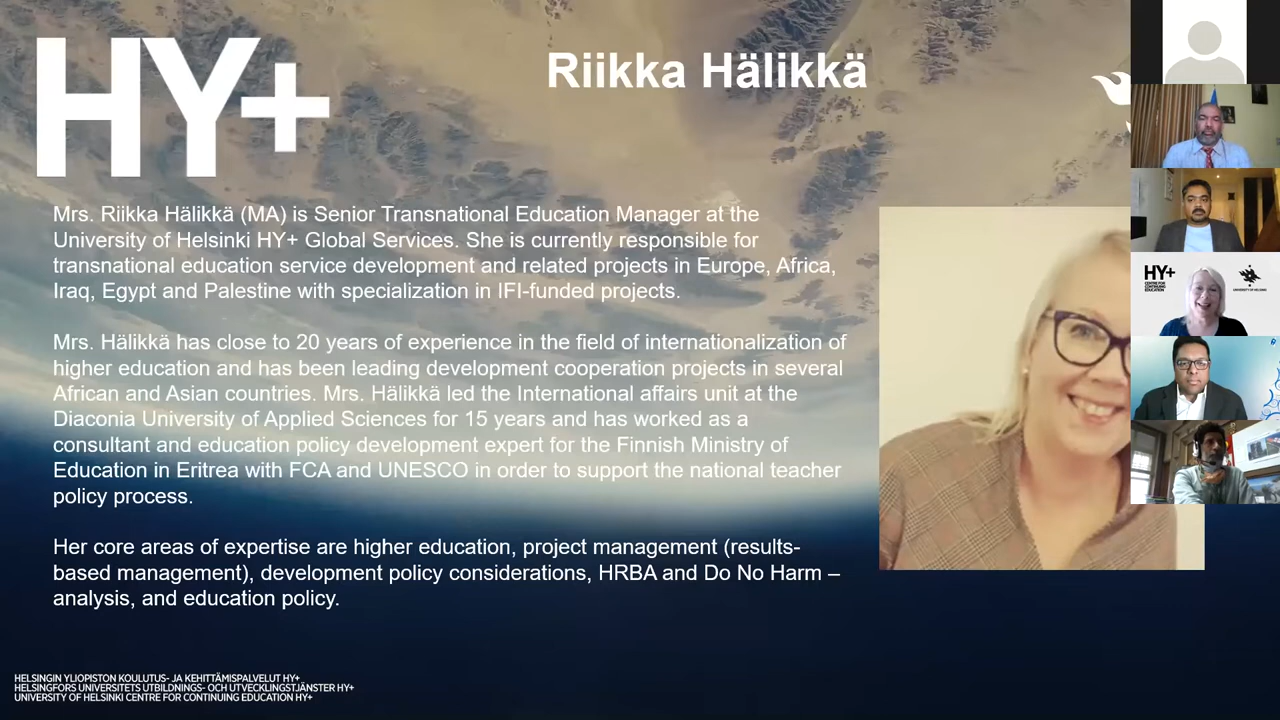 HY+
Riikka Hälikkä
Mrs. Riikka Hälikkä (MA) is Senior Transnational Education Manager at the
University of Helsinki HY+ Global Services. She is currently responsible for
transnational education service development and related projects in Europe, Africa,
Iraq, Egypt and Palestine with specialization in IFI-funded projects.
Mrs. Hälikkä has close to 20 years of experience in the field of internationalization of
higher education and has been leading development cooperation projects in several
African and Asian countries. Mrs. Hälikkä led the International affairs unit at the
Diaconia University of Applied Sciences for 15 years and has worked as a
consultant and education policy development expert for the Finnish Ministry of
Education in Eritrea with FCA and UNESCO in order to support the national teacher
policy process.
Her core areas of expertise are higher education, project management (results-
based management), development policy considerations, HRBA and Do No Harm –
analysis, and education policy.
HELSINGIN YLIOPISTON KOULUTUS- JA KEHITTÄMISPALVELUT HY+
HELSINGFORS UNIVERSITETS UTBILDNINGS- OCH UTVECKLINGSTJÄNSTER HY+
UNIVERSITY OF HELSINKI CENTRE FOR CONTINUING EDUCATION HY+
HY+
CENTRE FOR
CONTINUING
EDUCATION
UNIVERSITY OF HELSINKI